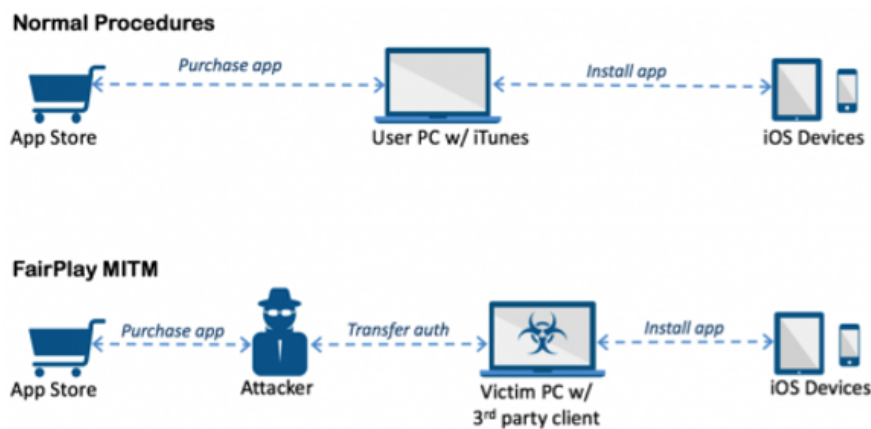 Normal Procedures
Purchase app
Install app
App Store
User PC w/ iTunes
iOS Devices
FairPlay MITM
Purchase app
Transfer auth
Install app
App Store
Attacker
Victim PC w/
3rd party client
iOS Devices